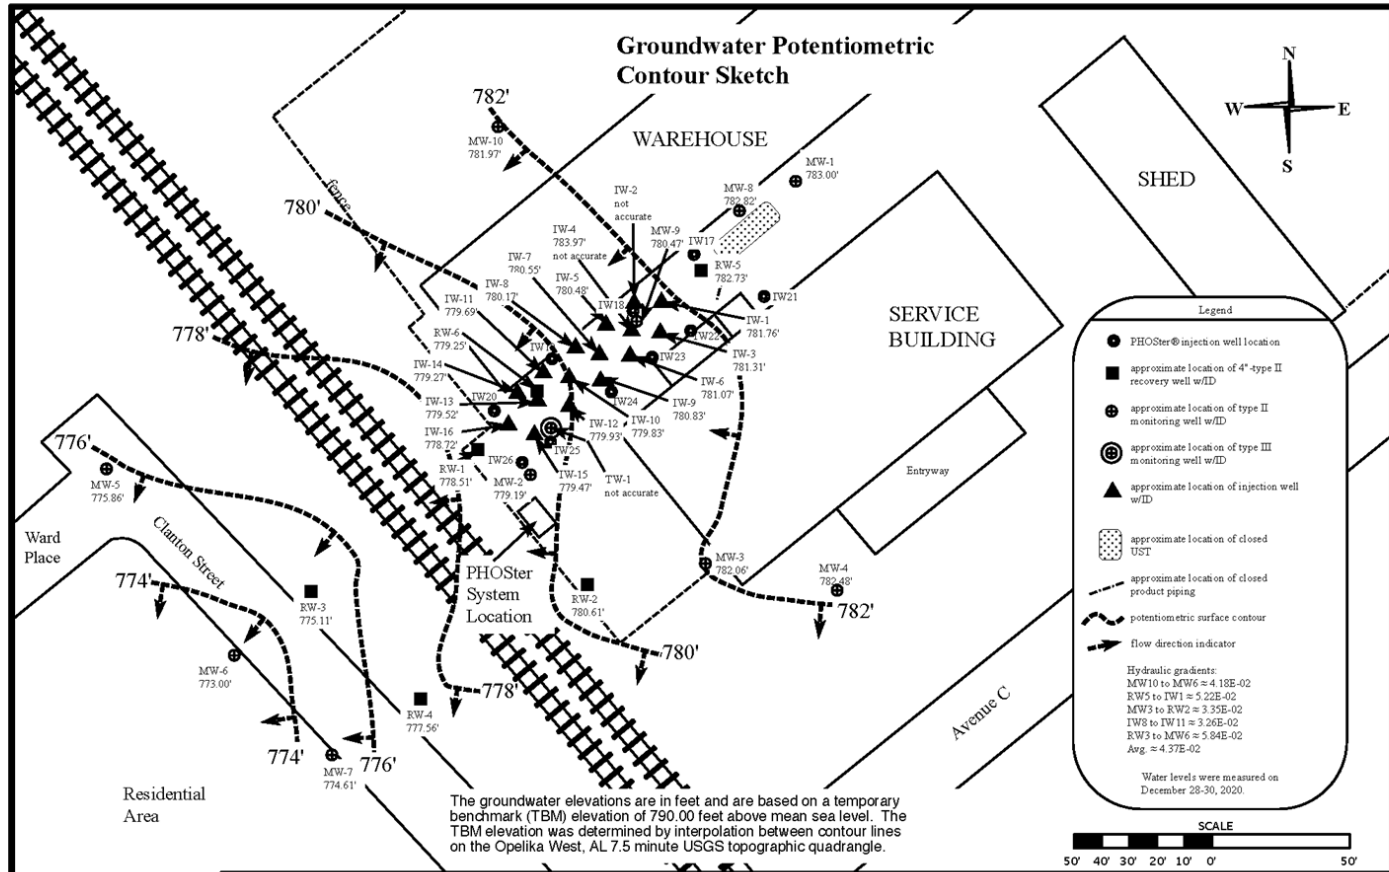 Groundwater Potentiometric
Contour Sketch
N
W
E
S
782'
MW-10
781.97'
WAREHOUSE
MW-1
783.00'
MW-8
782.82'
SHED
fence
780'
IW-2
not
accurate
IW-4
783.97'
not accurate
MW-9
780.47'
IW17
RW-5
782.73'
IW-7
780.55'
IW-5
780.48'
IW-8
780.17'
IW-11
779.69'
IW18
IW21
IW-1
781.76'
IW22
SERVICE
BUILDING
778'
RW-6
779.25'
IW1
IW-3
781.31'
IW23
IW-14
779.27'
IW-6
781.07'
IW-13
779.52'
IW20
IW24
IW-9
780.83'
IW-16
778.72'
IW-12
779.93'
IW-10
779.83'
IW25
RW-1
778.51'
IW26
MW-2
779.19'
IW-15
779.47'
TW-1
not accurate
Entryway
776'
MW-5
775.86'
Ward
Place
Clanton Street
774'
PHOSter
System
Location
MW-3
782.06'
MW-4
782.48'
782'
RW-3
775.11'
RW-2
780.61'
780'
MW-6
773.00'
778'
RW-4
777.56'
Avenue C
774'
776'
MW-7
774.61'
Residential
Area
The groundwater elevations are in feet and are based on a temporary
benchmark (TBM) elevation of 790.00 feet above mean sea level.  The
TBM elevation was determined by interpolation between contour lines
on the Opelika West, AL 7.5 minute USGS topographic quadrangle.
Legend
PHOSter® injection well location
approximate location of 4"-type II
recovery well w/ID
approximate location of type II
monitoring well w/ID
approximate location of type III
monitoring well w/ID
approximate location of injection well
w/ID
approximate location of closed
UST
approximate location of closed
product piping
potentiometric surface contour
flow direction indicator
Hydraulic gradients:
MW10 to MW6 ≈ 4.18E-02
RW5 to IW1 ≈ 5.22E-02
MW3 to RW2 ≈ 3.35E-02
IW8 to IW11 ≈ 3.26E-02
RW3 to MW6 ≈ 5.84E-02
Avg. ≈ 4.37E-02
Water levels were measured on
December 28-30, 2020.
SCALE
50' 40' 30' 20' 10' 0' 50'